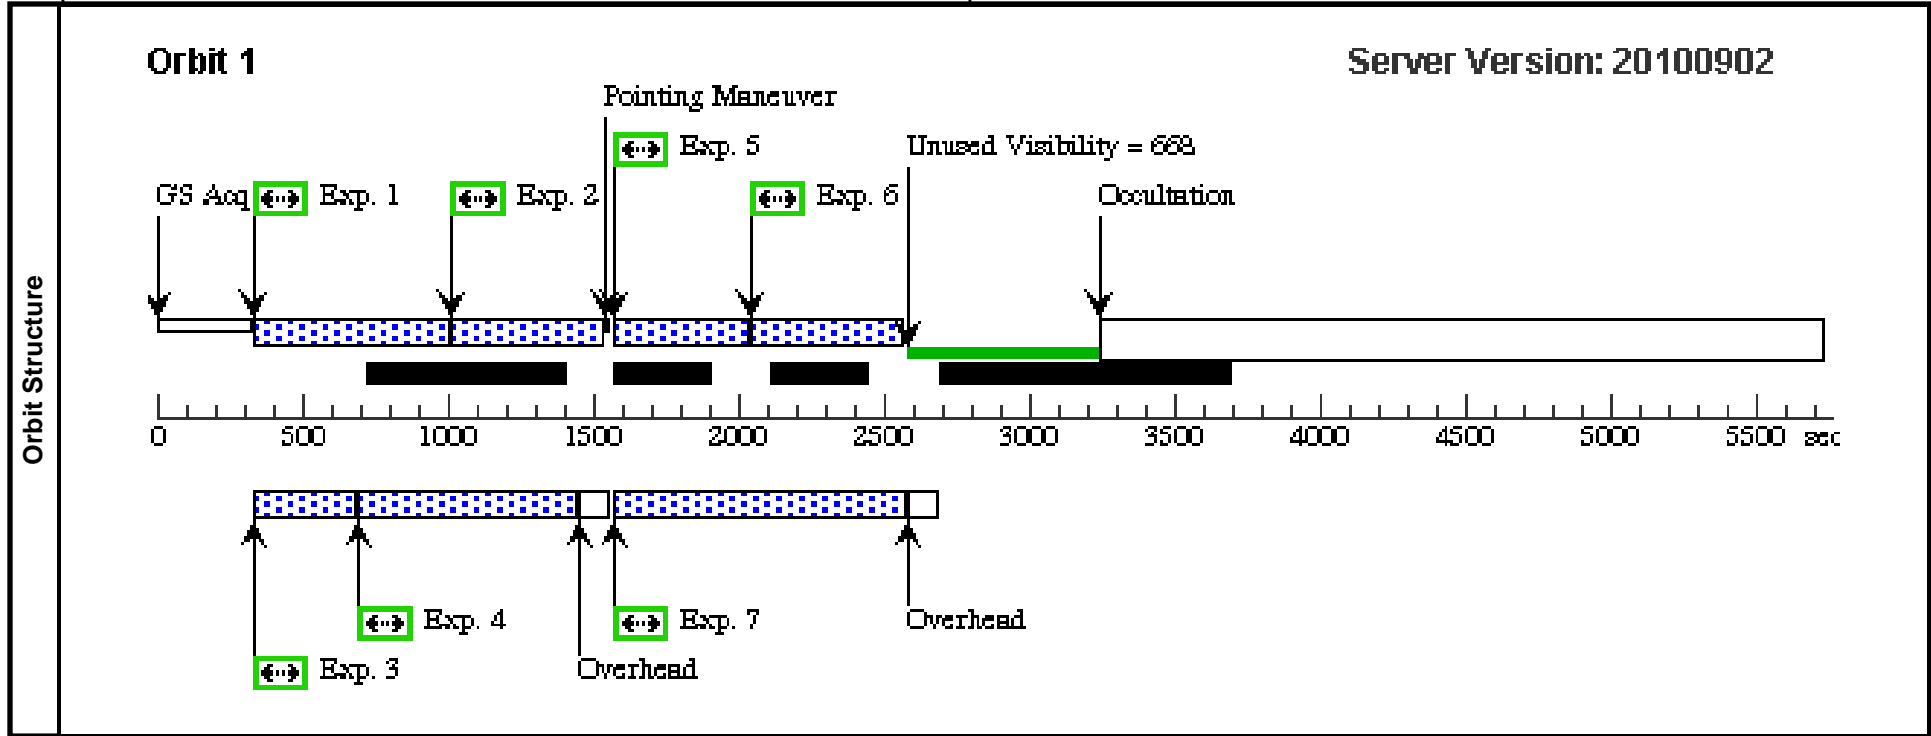 Orbit Structure
Orbit 1
Server Version: 20100902
Pointing Maneuver
Exp. 5
Unused Visibility = 668
GS Acq
Exp. 1
Exp. 2
Exp. 6
Occultation
0 500 1000 1500 2000 2500 3000 3500 4000 4500 5000 5500 sec
Exp. 4
Exp. 7
Overhead
Exp. 3
Overhead